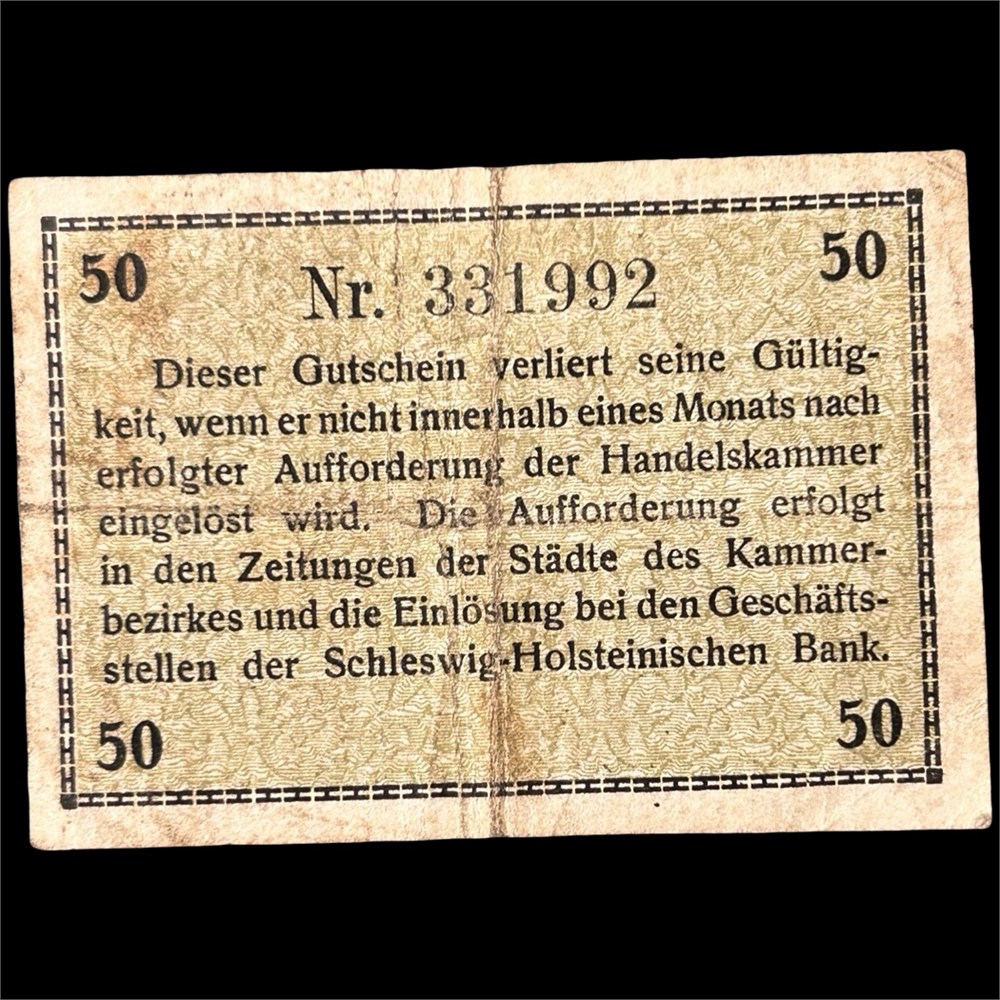 50 50
Nr. 331992
Dieser Gutschein verliert seine Gültig-
keit, wenn er nicht innerhalb eines Monats nach
erfolgter Aufforderung der Handelskammer
eingelöst wird. Die Aufforderung erfolgt
in den Zeitungen der Städte des Kammer-
bezirkes und die Einlösung bei den Geschäfts-
stellen der Schleswig-Holsteinischen Bank.
50 50